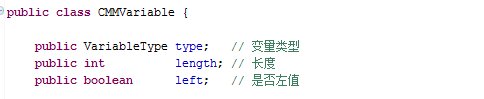 public class CMMVariable {
public VariableType type; // 变量类型
public int length; // 长度
public boolean left; // 是否左值